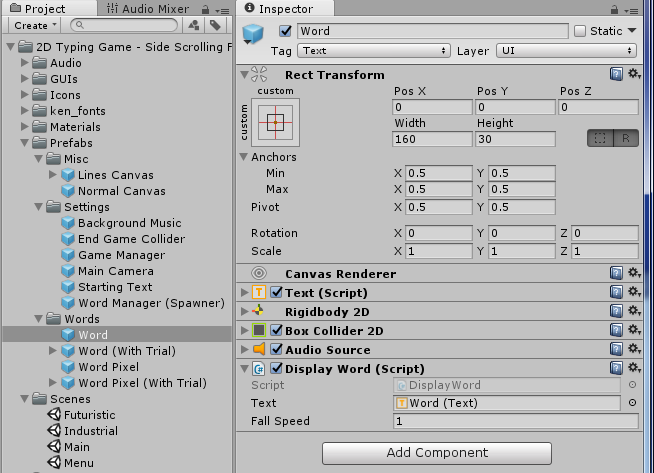 Project
Audio Mixer
Create
2D Typing Game - Side Scrolling F
Audio
GUIs
Icons
ken_fonts
Materials
Prefabs
Misc
Lines Canvas
Normal Canvas
Settings
Background Music
End Game Collider
Game Manager
Main Camera
Starting Text
Word Manager (Spawner)
Words
Word
Word (With Trial)
Word Pixel
Word Pixel (With Trial)
Scenes
Futuristic
Industrial
Main
Menu
Inspector
Word Static
Tag Text Layer UI
Rect Transform
custom Pos X Pos Y Pos Z
custom 0 0 0
Width Height
160 30 R
Anchors
Min X 0.5 Y 0.5
Max X 0.5 Y 0.5
Pivot X 0.5 Y 0.5
Rotation X 0 Y 0 Z 0
Scale X 1 Y 1 Z 1
Canvas Renderer
T Text (Script)
Rigidbody 2D
Box Collider 2D
Audio Source
C# Display Word (Script)
Script DisplayWord
Text T Word (Text)
Fall Speed 1
Add Component